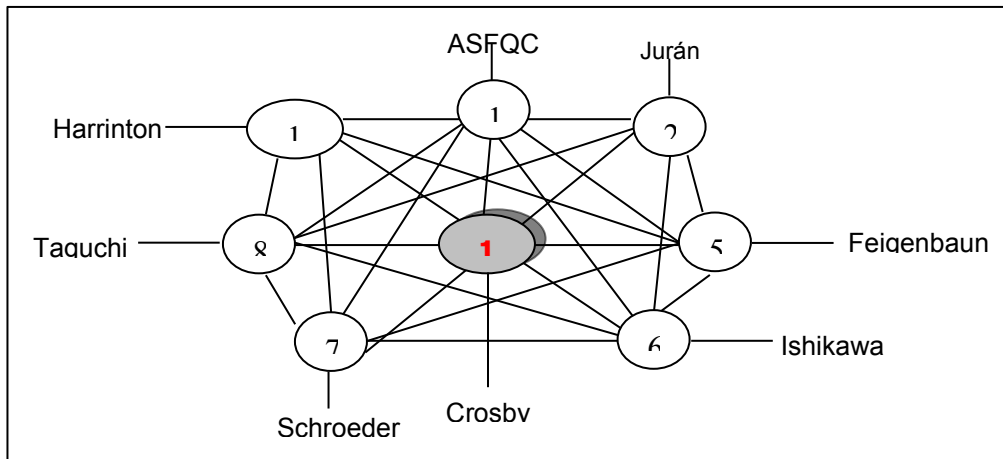 ASFQC
Jurán
1
1
2
Harrinton
Taguchi
8
1
5
Feigenbaun
7
6
Ishikawa
Schroeder
Crosby